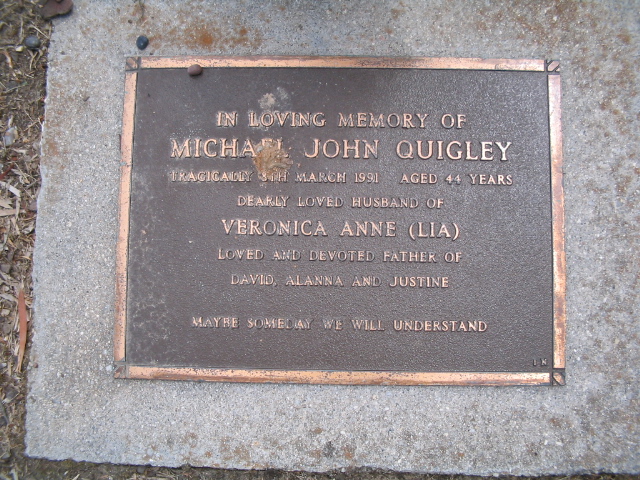 IN LOVING MEMORY OF
MICHAEL JOHN QUIGLEY
TRAGICALLY 8TH MARCH 1991 AGED 44 YEARS
DEARLY LOVED HUSBAND OF
VERONICA ANNE (LIA)
LOVED AND DEVOTED FATHER OF
DAVID, ALANNA AND JUSTINE
MAYBE SOMEDAY WE WILL UNDERSTAND